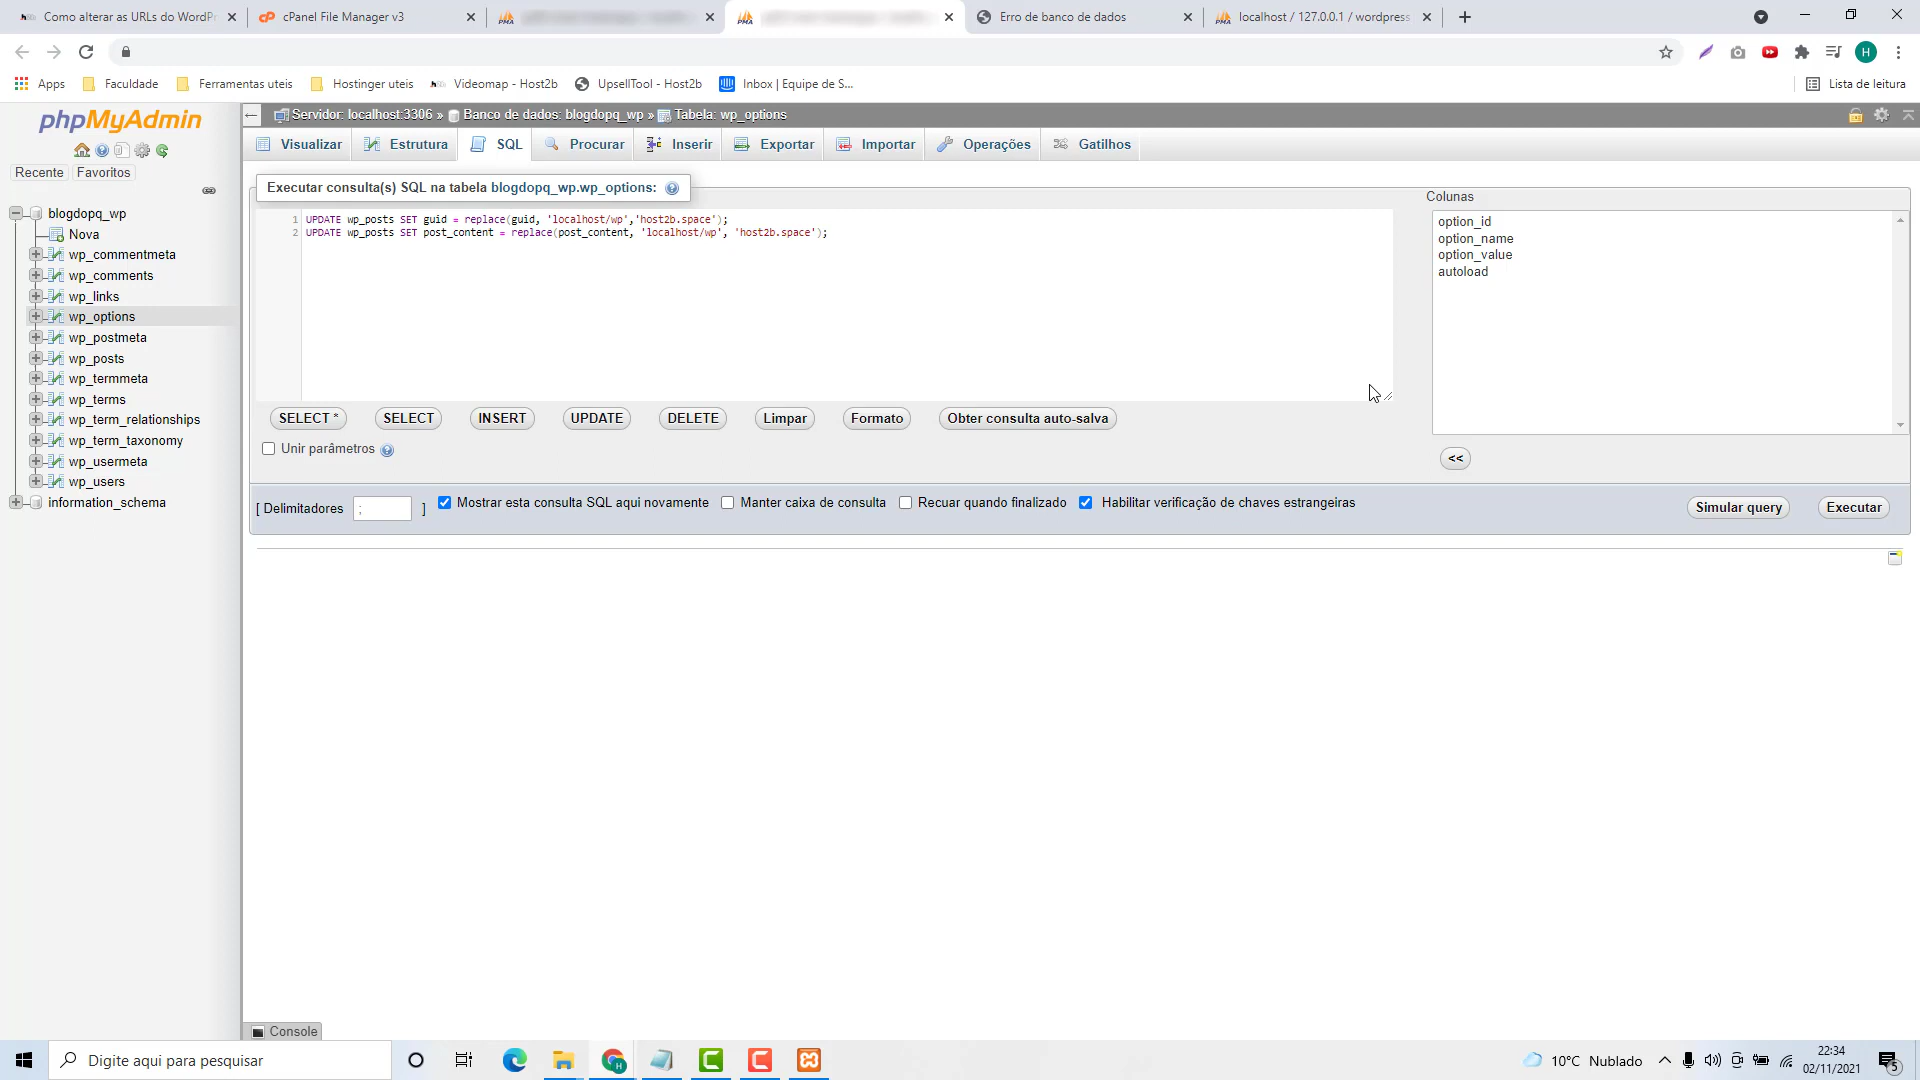 Como alterar as URLs do WordPr
cPanel File Manager v3
PMA
PMA
Erro de banco de dados
PMA
localhost / 127.0.0.1 / wordpress
H
Apps
Faculdade
Ferramentas uteis
Hostinger uteis
Videomap - Host2b
UpsellTool - Host2b
Inbox | Equipe de S...
Lista de leitura
phpMyAdmin
Recente
Favoritos
blogdopq_wp
Nova
wp_commentmeta
wp_comments
wp_links
wp_options
wp_postmeta
wp_posts
wp_termmeta
wp_terms
wp_term_relationships
wp_term_taxonomy
wp_usermeta
wp_users
information_schema
Servidor: localhost:3306 » Banco de dados: blogdopq_wp » Tabela: wp_options
Visualizar
Estrutura
SQL
Procurar
Inserir
Exportar
Importar
Operações
Gatilhos
Executar consulta(s) SQL na tabela blogdopq_wp.wp_options:
1 UPDATE wp_posts SET guid = replace(guid, 'localhost/wp','host2b.space');
2 UPDATE wp_posts SET post_content = replace(post_content, 'localhost/wp', 'host2b.space');
Colunas
option_id
option_name
option_value
autoload
<<
SELECT *
SELECT
INSERT
UPDATE
DELETE
Limpar
Formato
Obter consulta auto-salva
Unir parâmetros
[ Delimitadores ; ]
Mostrar esta consulta SQL aqui novamente
Manter caixa de consulta
Recuar quando finalizado
Habilitar verificação de chaves estrangeiras
Simular query
Executar
Console
Digite aqui para pesquisar
10°C Nublado
22:34
02/11/2021
5